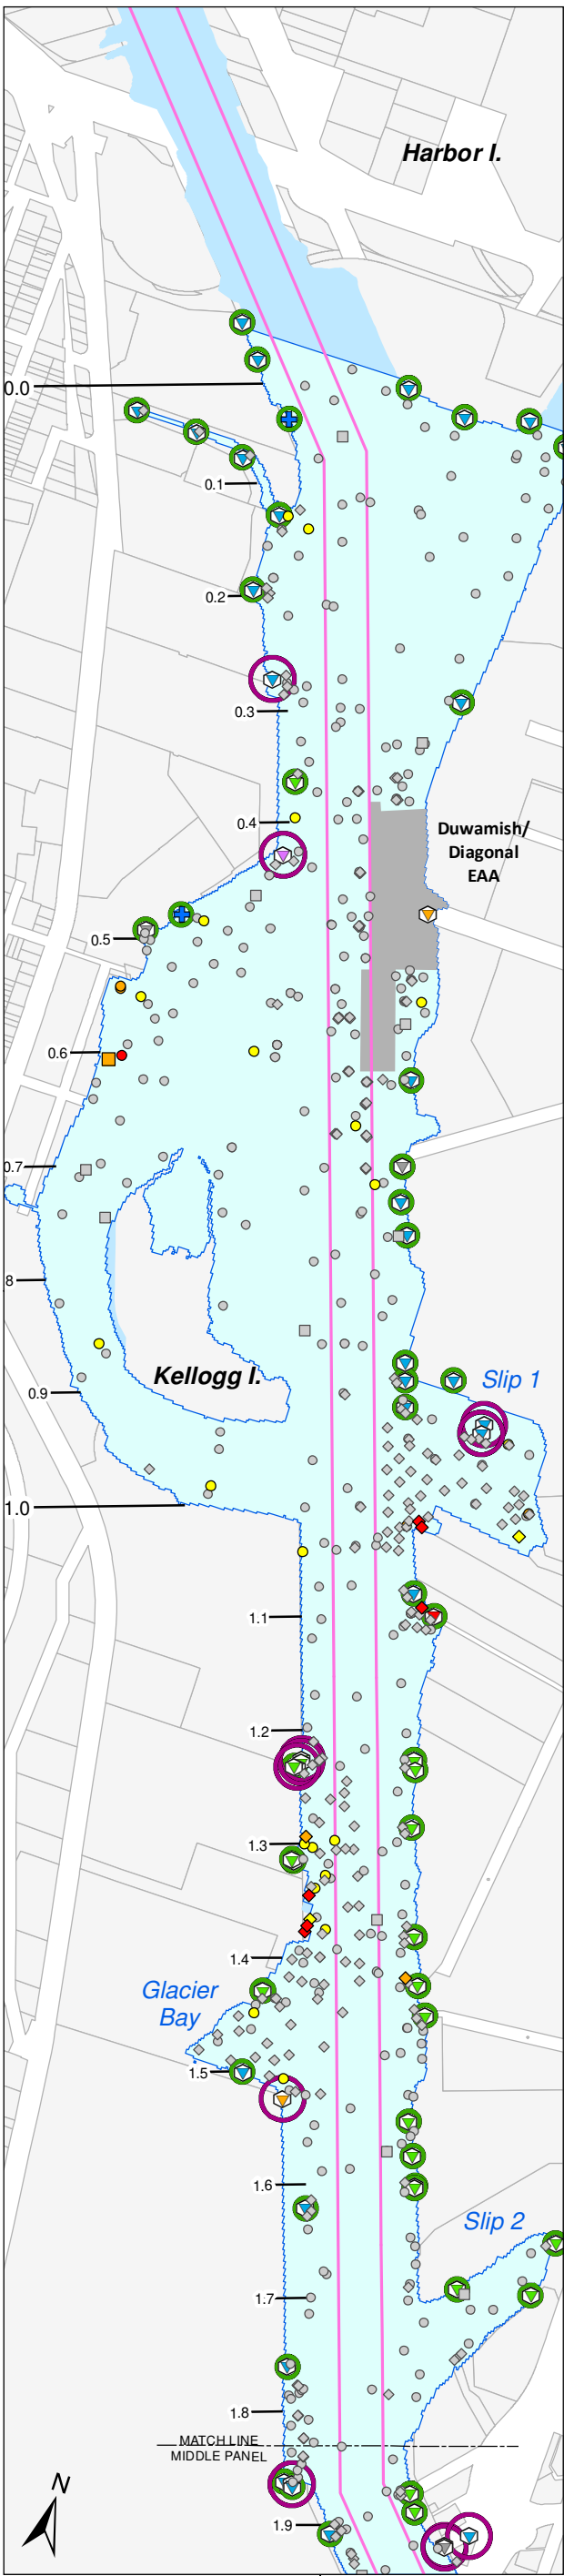 Harbor I.
0.0
0.1
0.2
0.3
0.4
Duwamish/
Diagonal
EAA
0.5
0.6
0.7
8
Kellogg I.
Slip 1
0.9
1.0
1.1
1.2
1.3
1.4
Glacier
Bay
1.5
1.6
Slip 2
1.7
1.8
MATCH LINE
MIDDLE PANEL
N
1.9